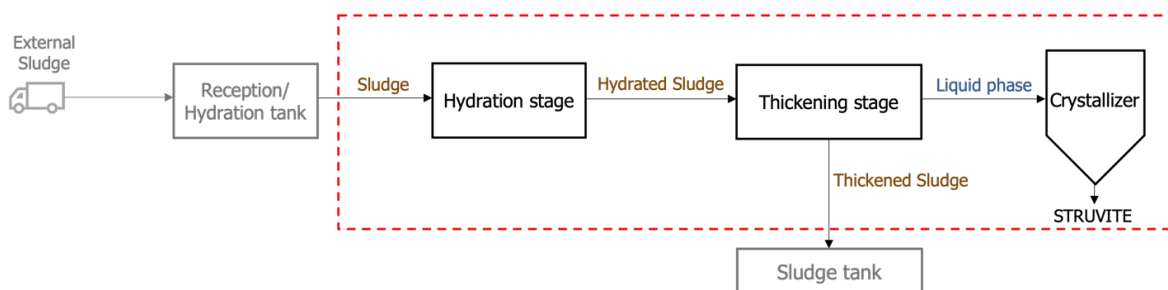 External
Sludge
Reception/
Hydration tank
Sludge
Hydration stage
Hydrated Sludge
Thickening stage
Liquid phase
Crystallizer
Thickened Sludge
STRUVITE
Sludge tank